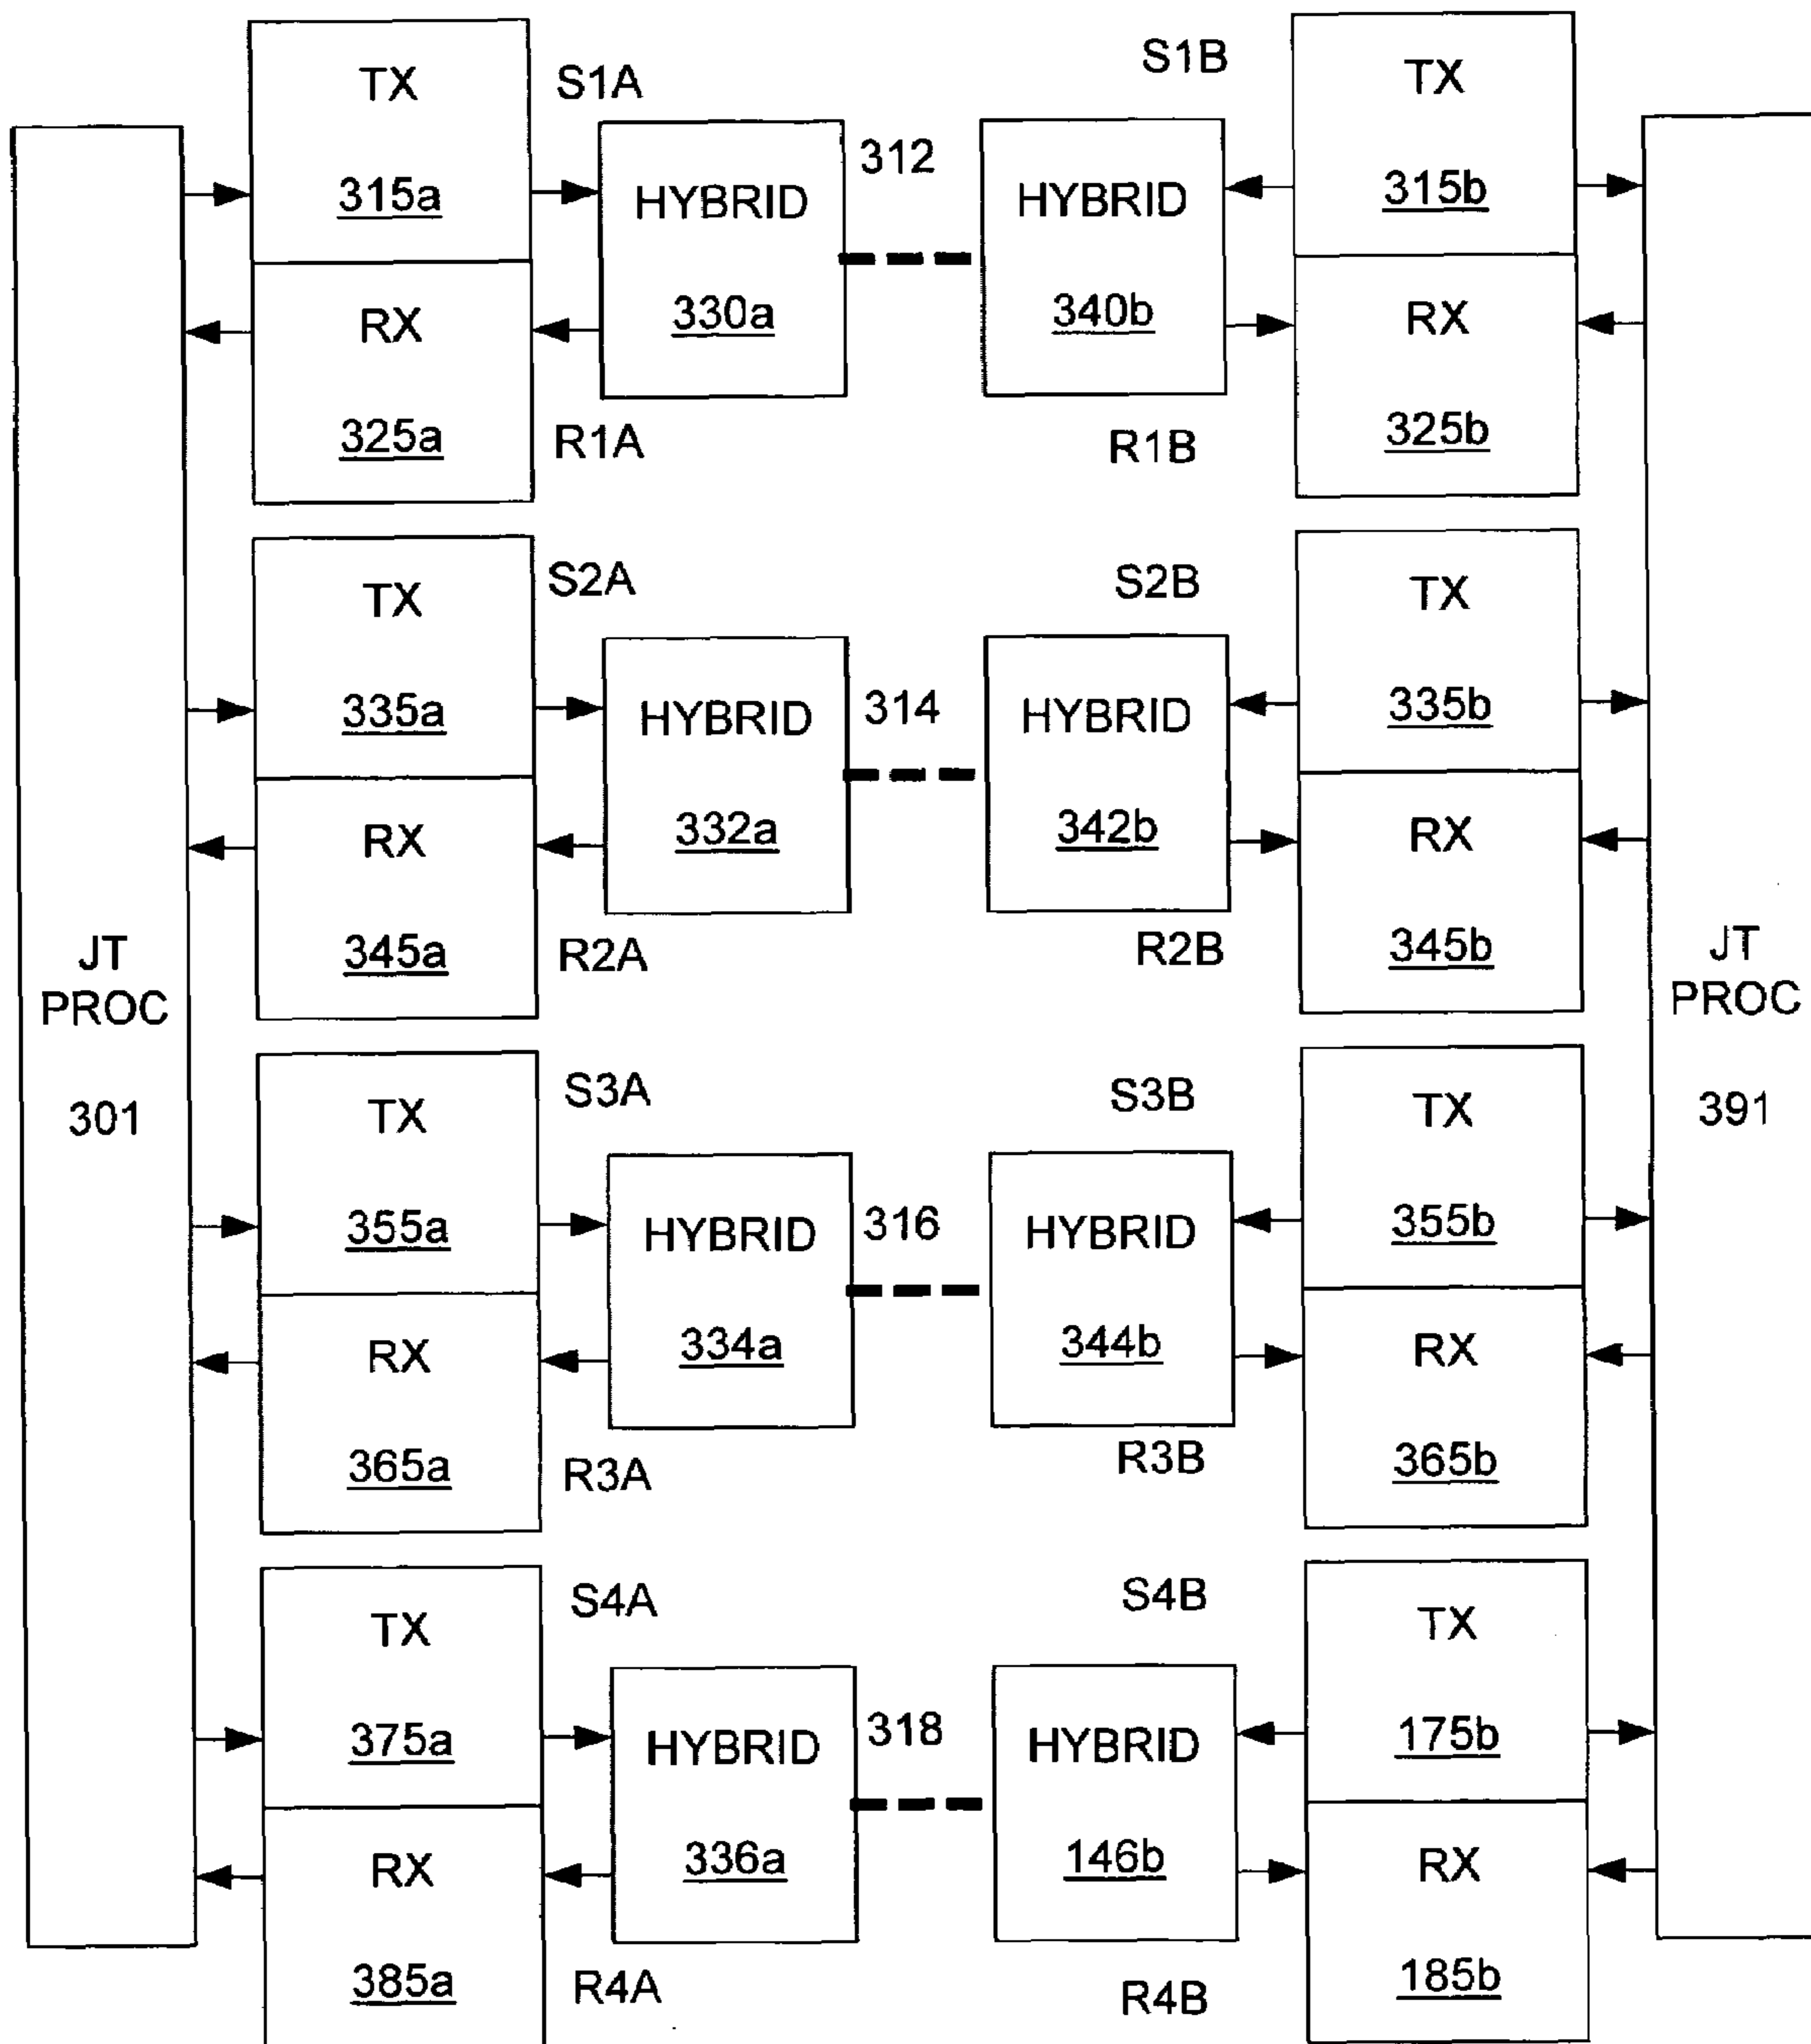 TX
315a
RX
325a
S1A
R1A
HYBRID
330a
312
HYBRID
340b
S1B
R1B
TX
315b
RX
325b
TX
335a
RX
345a
S2A
R2A
HYBRID
332a
314
HYBRID
342b
S2B
R2B
TX
335b
RX
345b
JT
PROC
301
JT
PROC
391
TX
355a
RX
365a
S3A
R3A
HYBRID
334a
316
HYBRID
344b
S3B
R3B
TX
355b
RX
365b
TX
375a
RX
385a
S4A
R4A
HYBRID
336a
318
HYBRID
146b
S4B
R4B
TX
175b
RX
185b